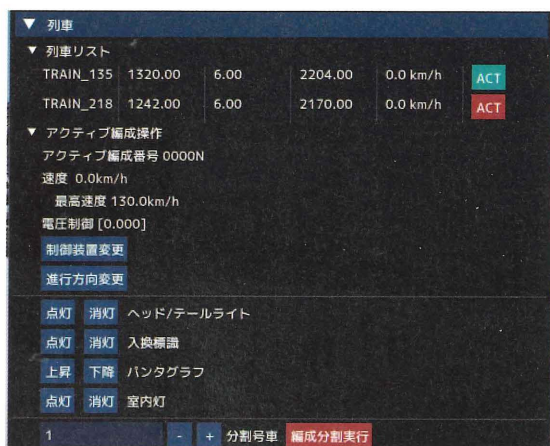 ▼ 列車
▼ 列車リスト
TRAIN_135 1320.00 6.00 2204.00 0.0 km/h ACT
TRAIN_218 1242.00 6.00 2170.00 0.0 km/h ACT
▼ アクティブ編成操作
アクティブ編成番号 0000N
速度 0.0km/h
最高速度 130.0km/h
電圧制御 [0.000]
制御装置変更
進行方向変更
点灯 消灯 ヘッド/テールライト
点灯 消灯 入換標識
上昇 下降 パンタグラフ
点灯 消灯 室内灯
1 - + 分割号車 編成分割実行